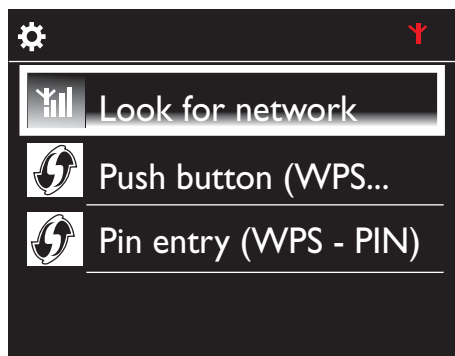 Look for network
Push button (WPS...
Pin entry (WPS - PIN)